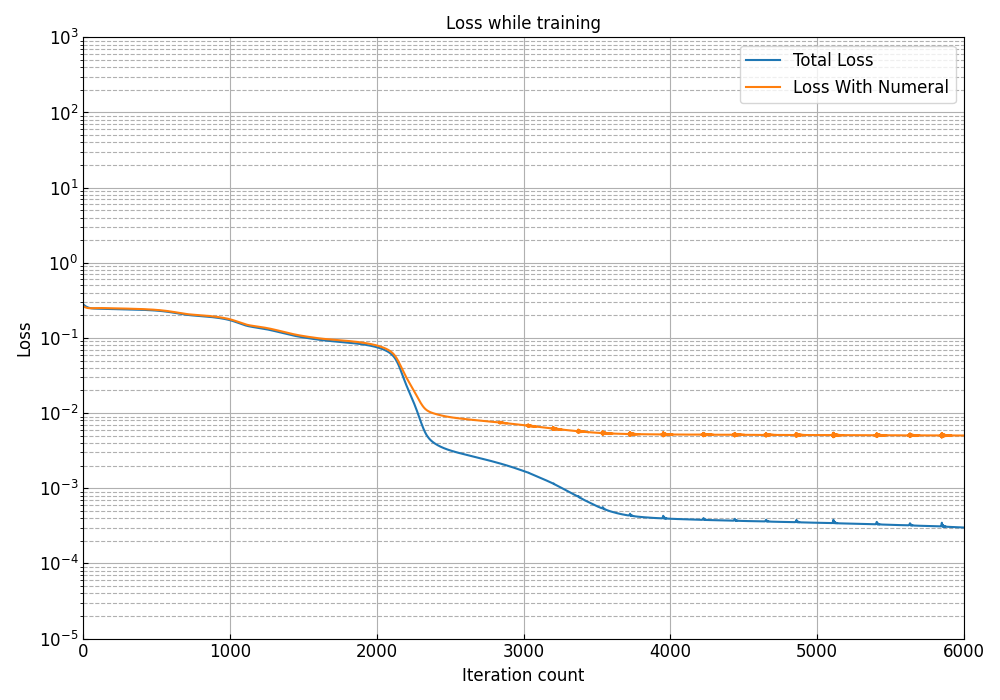 Loss while training
10^3
10^2
10^1
10^0
10^-1
10^-2
10^-3
10^-4
10^-5
Loss
Total Loss
Loss With Numeral
0 1000 2000 3000 4000 5000 6000
Iteration count